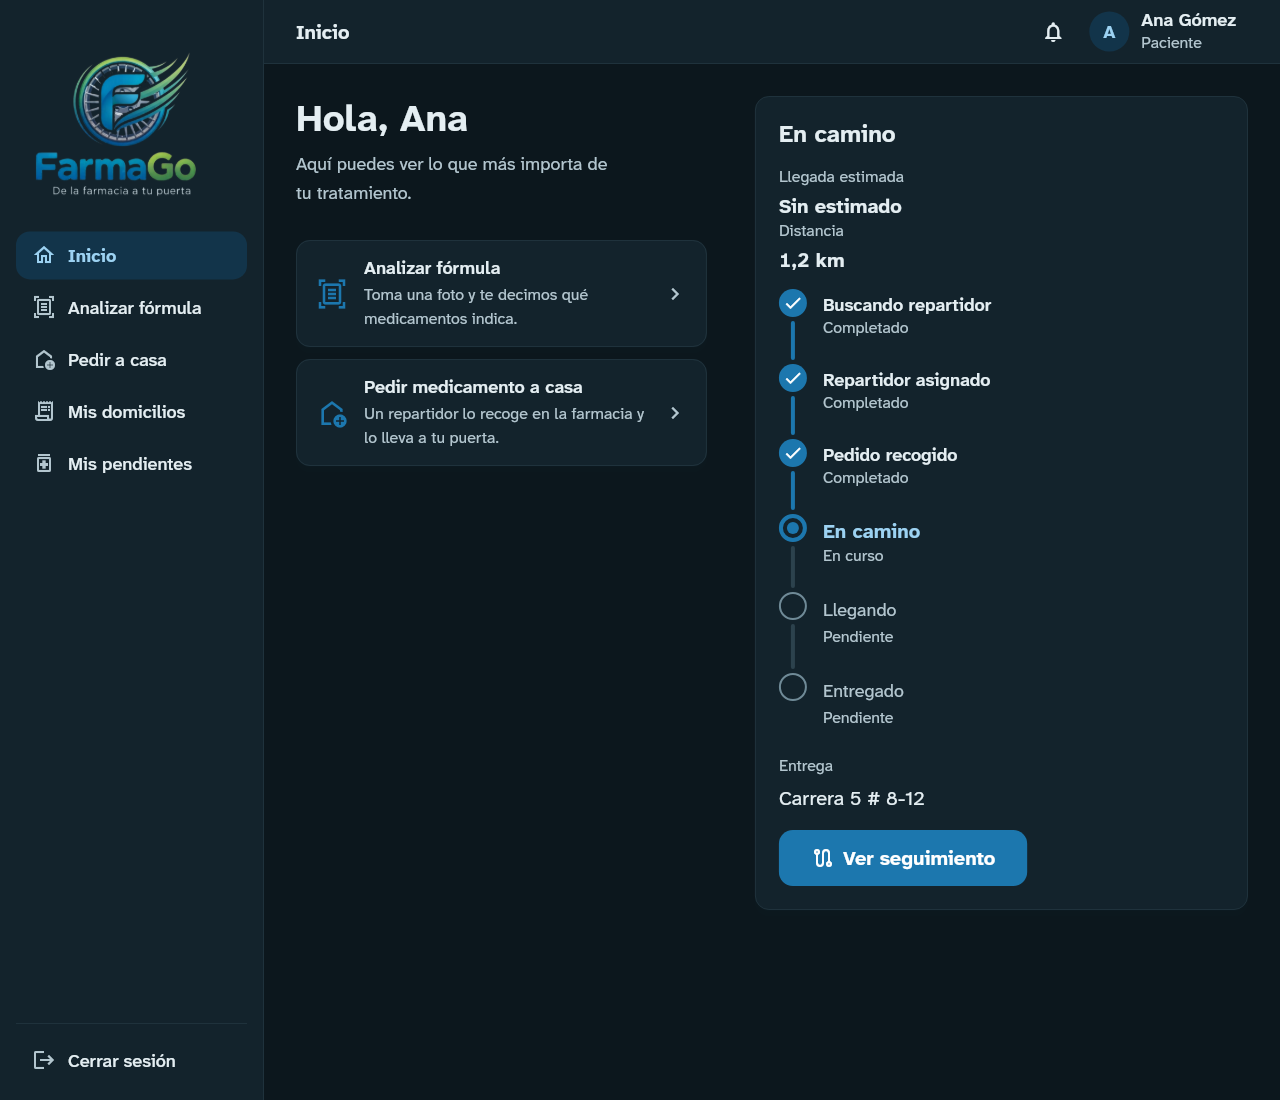 FarmaGo
De la farmacia a tu puerta
Inicio
Analizar fórmula
Pedir a casa
Mis domicilios
Mis pendientes
Cerrar sesión
Inicio
A
Ana Gómez
Paciente
Hola, Ana
Aquí puedes ver lo que más importa de
tu tratamiento.
Analizar fórmula
Toma una foto y te decimos qué
medicamentos indica.
Pedir medicamento a casa
Un repartidor lo recoge en la farmacia y
lo lleva a tu puerta.
En camino
Llegada estimada
Sin estimado
Distancia
1,2 km
Buscando repartidor
Completado
Repartidor asignado
Completado
Pedido recogido
Completado
En camino
En curso
Llegando
Pendiente
Entregado
Pendiente
Entrega
Carrera 5 # 8-12
Ver seguimiento